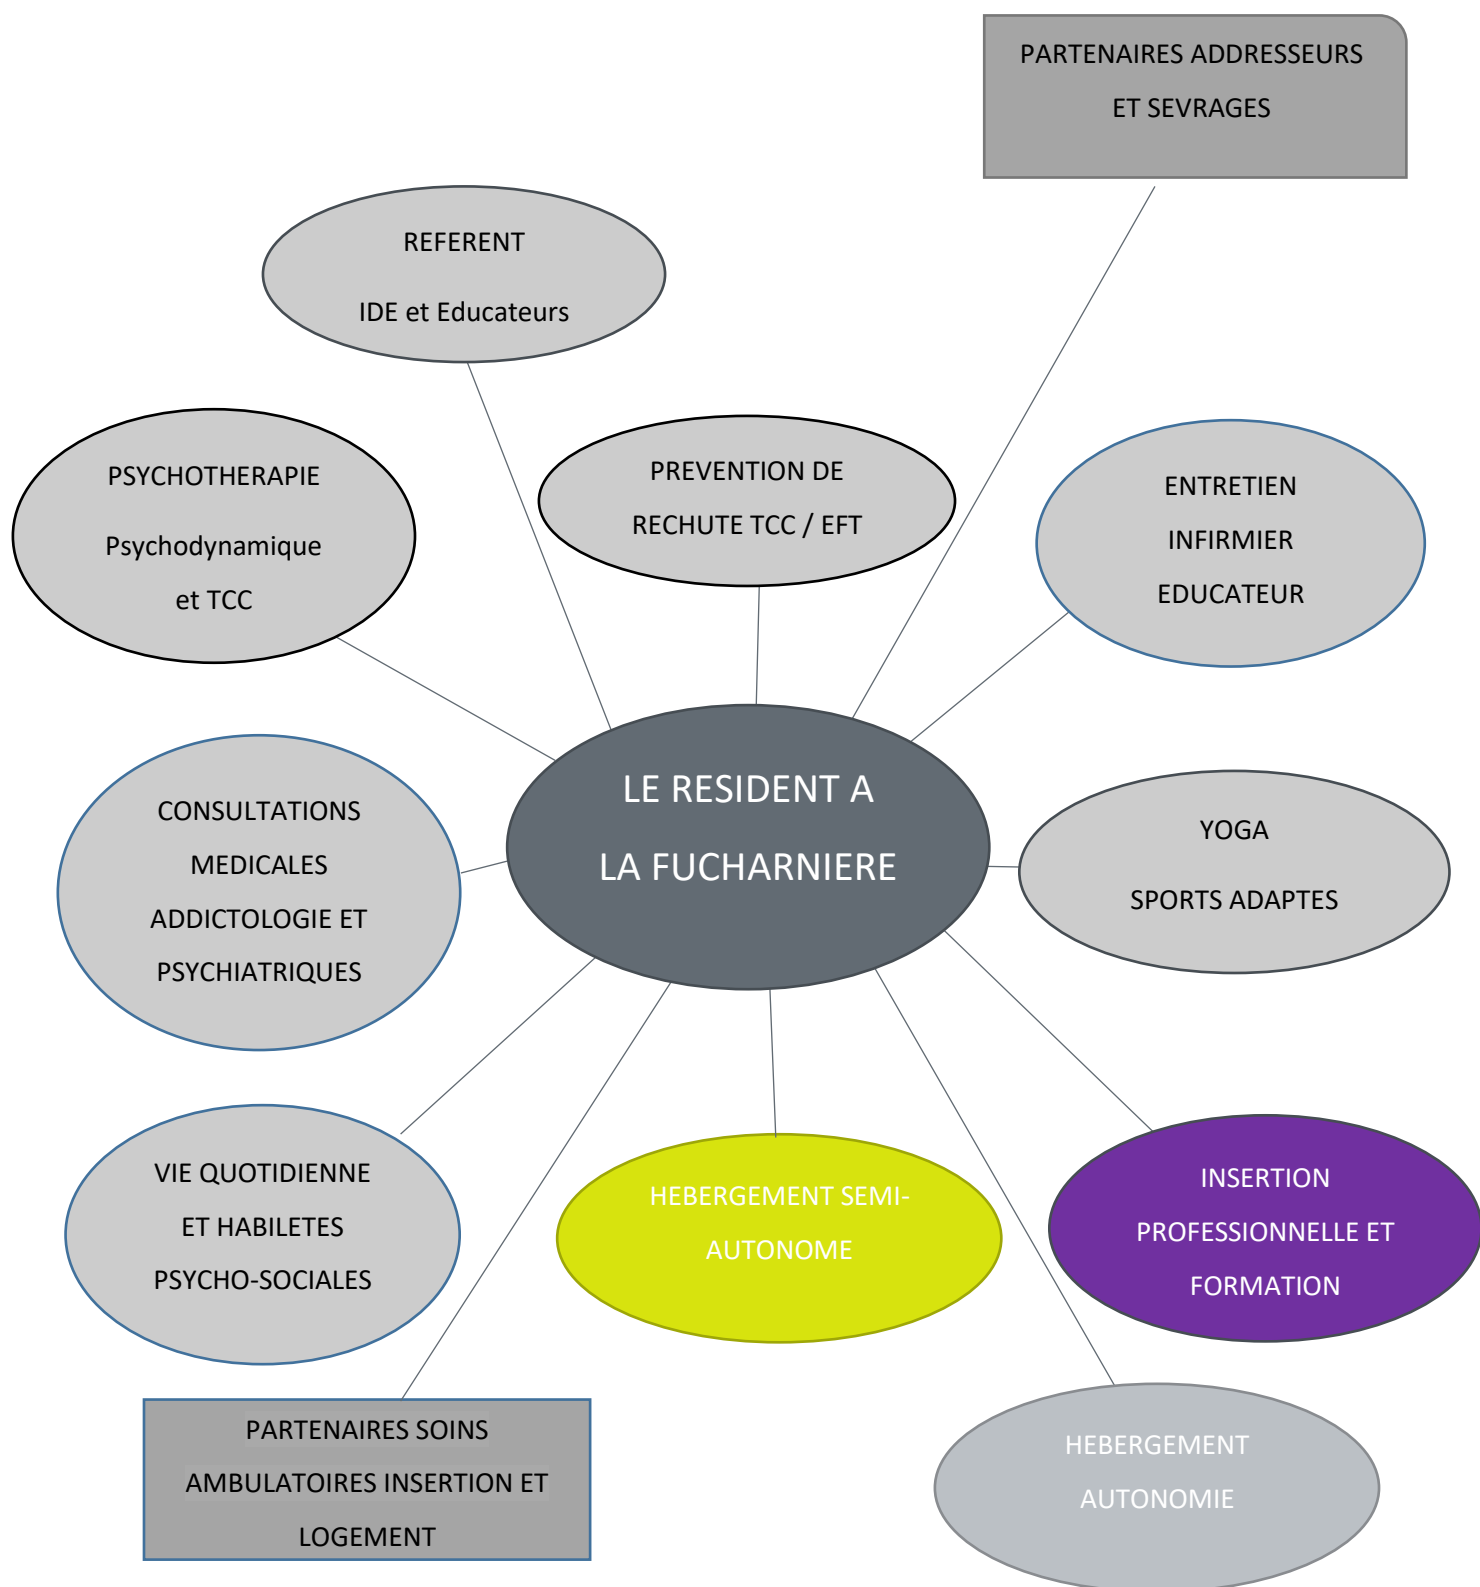 PARTENAIRES ADDRESSEURS
ET SEVRAGES
REFERENT
IDE et Educateurs
PSYCHOTHERAPIE
Psychodynamique
et TCC
PREVENTION DE
RECHUTE TCC / EFT
ENTRETIEN
INFIRMIER
EDUCATEUR
LE RESIDENT A
LA FUCHARNIERE
CONSULTATIONS
MEDICALES
ADDICTOLOGIE ET
PSYCHIATRIQUES
YOGA
SPORTS ADAPTES
VIE QUOTIDIENNE
ET HABILETES
PSYCHO-SOCIALES
HEBERGEMENT SEMI-
AUTONOME
INSERTION
PROFESSIONNELLE ET
FORMATION
PARTENAIRES SOINS
AMBULATOIRES INSERTION ET
LOGEMENT
HEBERGEMENT
AUTONOMIE